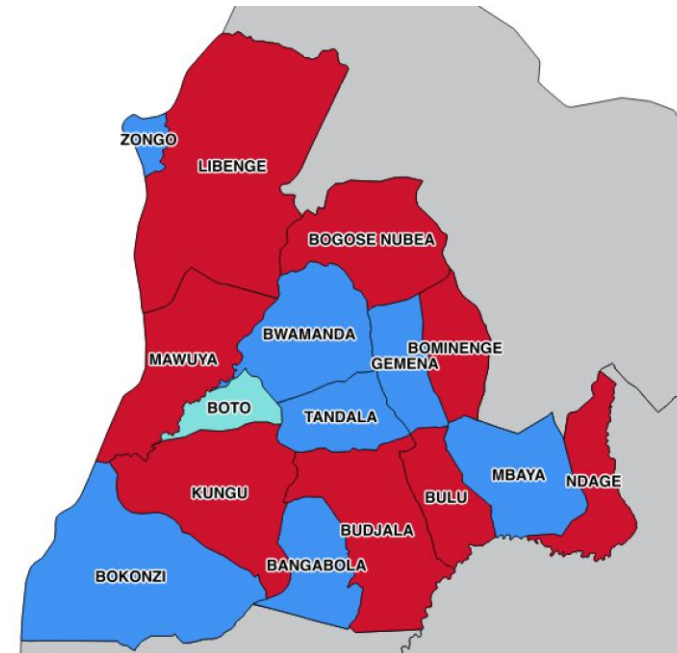 ZONGO
LIBENGE
BOGOSE NUBEA
BWAMANDA
BOMINENGE
MAWUYA
GEMENA
BOTO
TANDALA
MBAYA
NDAGE
KUNGU
BULU
BUDJALA
BANGABOLA
BOKONZI